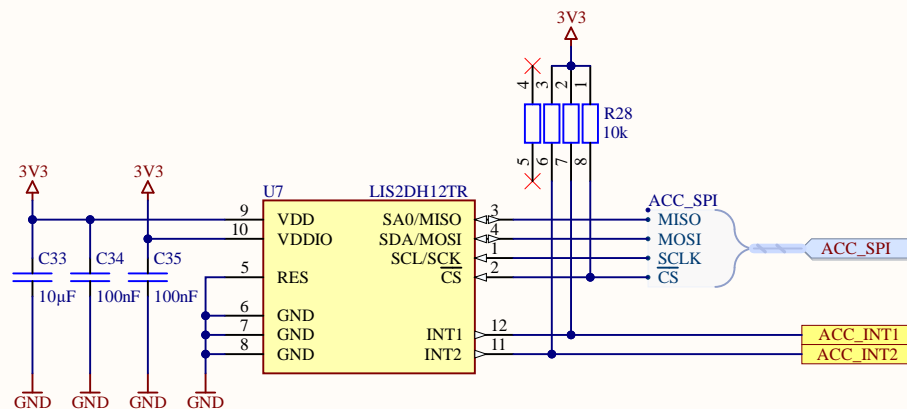 3V3
4
3
2
1
R28
10k
5
6
7
8
3V3
3V3
U7
LIS2DH12TR
ACC_SPI
9
VDD
SA0/MISO
3
MISO
10
VDDIO
SDA/MOSI
4
MOSI
SCL/SCK
1
SCLK
ACC_SPI
C33
C34
C35
5
RES
CS
2
CS
10µF
100nF
100nF
6
GND
7
GND
INT1
12
ACC_INT1
8
GND
INT2
11
ACC_INT2
GND
GND
GND
GND